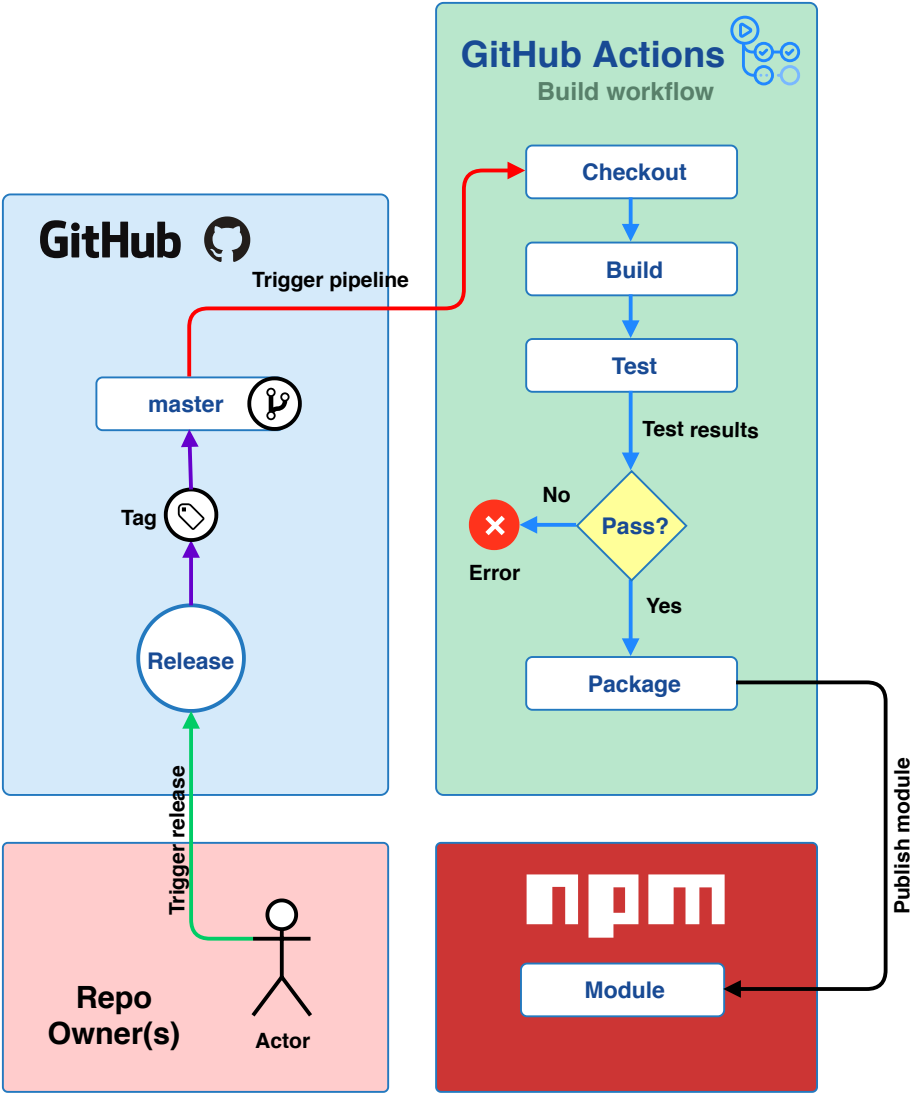 GitHub Actions
Build workflow
Checkout
Build
Test
Test results
No
Pass?
Error
Yes
Package
GitHub
Trigger pipeline
master
Tag
Release
Trigger release
Repo
Owner(s)
Actor
npm
Module
Publish module